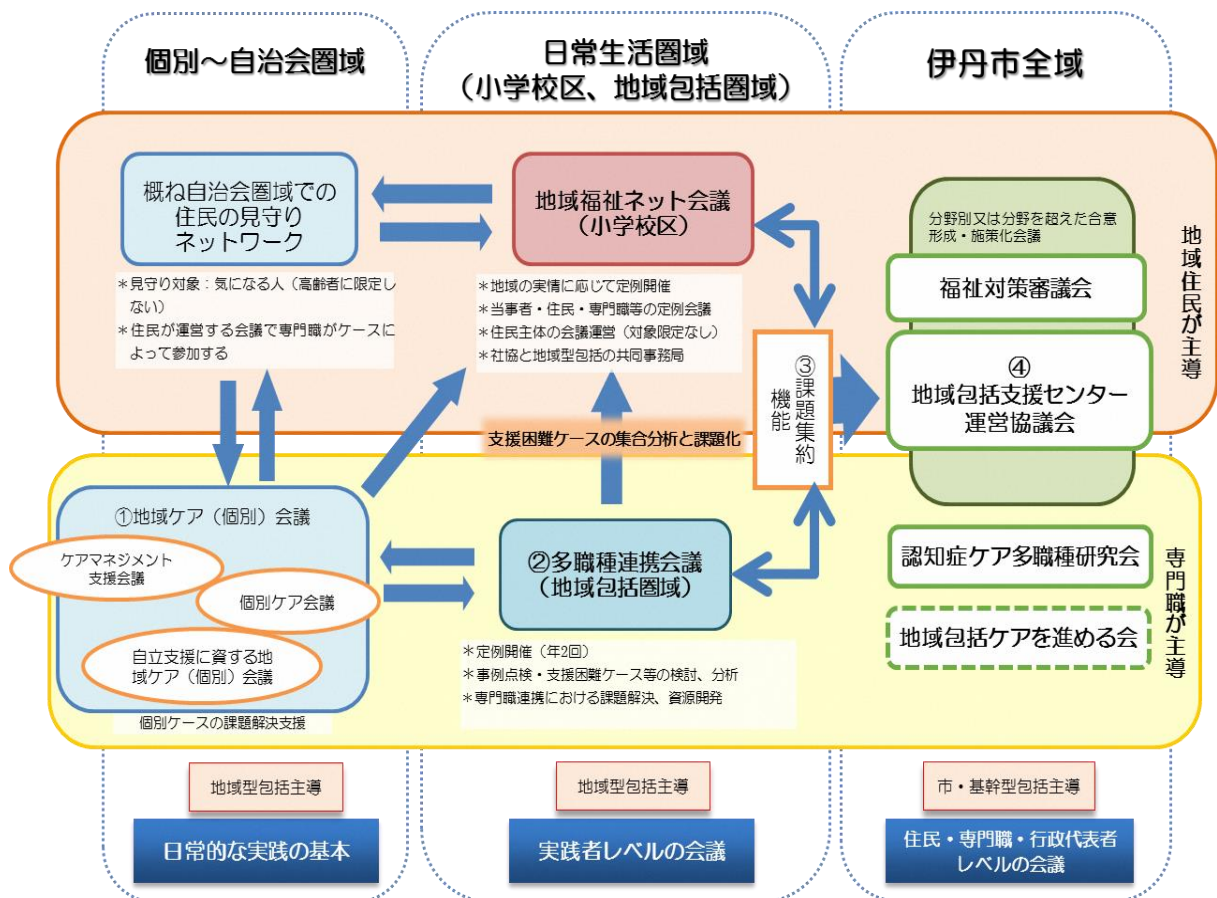 個別～自治会圏域
日常生活圏域
（小学校区、地域包括圏域）
伊丹市全域
概ね自治会圏域での
住民の見守り
ネットワーク
＊見守り対象：気になる人（高齢者に限定し
ない）
＊住民が運営する会議で専門職がケースに
よって参加する
地域福祉ネット会議
（小学校区）
＊地域の実情に応じて定例開催
＊当事者・住民・専門職等の定例会議
＊住民主体の会議運営（対象限定なし）
＊社協と地域型包括の共同事務局
分野別又は分野を超えた合意
形成・施策化会議
福祉対策審議会
④
地域包括支援センター
運営協議会
地域住民が主導
③課題集約
機能
支援困難ケースの集合分析と課題化
①地域ケア（個別）会議
ケアマネジメント
支援会議
個別ケア会議
自立支援に資する地
域ケア（個別）会議
個別ケースの課題解決支援
②多職種連携会議
（地域包括圏域）
＊定例開催（年2回）
＊事例点検・支援困難ケース等の検討、分析
＊専門職連携における課題解決、資源開発
認知症ケア多職種研究会
地域包括ケアを進める会
専門職が主導
地域型包括主導
日常的な実践の基本
地域型包括主導
実践者レベルの会議
市・基幹型包括主導
住民・専門職・行政代表者
レベルの会議